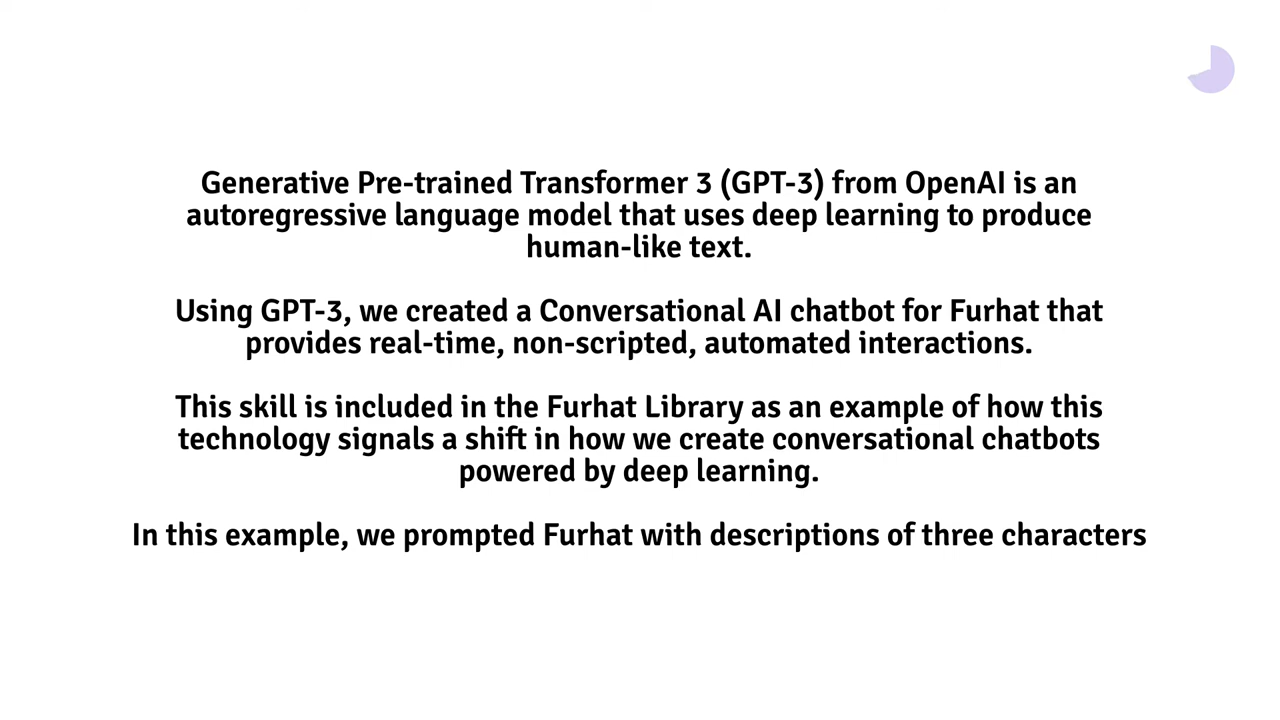 Generative Pre-trained Transformer 3 (GPT-3) from OpenAI is an
autoregressive language model that uses deep learning to produce
human-like text.
Using GPT-3, we created a Conversational AI chatbot for Furhat that
provides real-time, non-scripted, automated interactions.
This skill is included in the Furhat Library as an example of how this
technology signals a shift in how we create conversational chatbots
powered by deep learning.
In this example, we prompted Furhat with descriptions of three characters